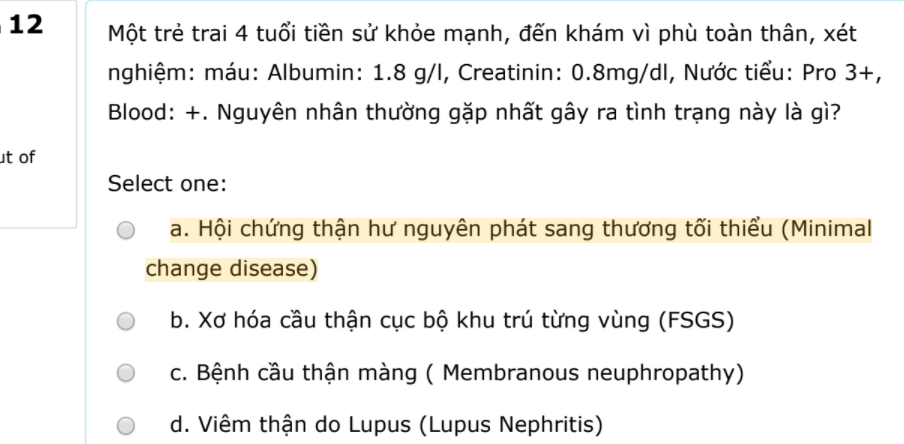 12
Một trẻ trai 4 tuổi tiền sử khỏe mạnh, đến khám vì phù toàn thân, xét
nghiệm: máu: Albumin: 1.8 g/l, Creatinin: 0.8mg/dl, Nước tiểu: Pro 3+,
Blood: +. Nguyên nhân thường gặp nhất gây ra tình trạng này là gì?
ut of
Select one:
a. Hội chứng thận hư nguyên phát sang thương tối thiểu (Minimal
change disease)
b. Xơ hóa cầu thận cục bộ khu trú từng vùng (FSGS)
c. Bệnh cầu thận màng ( Membranous neuphropathy)
d. Viêm thận do Lupus (Lupus Nephritis)